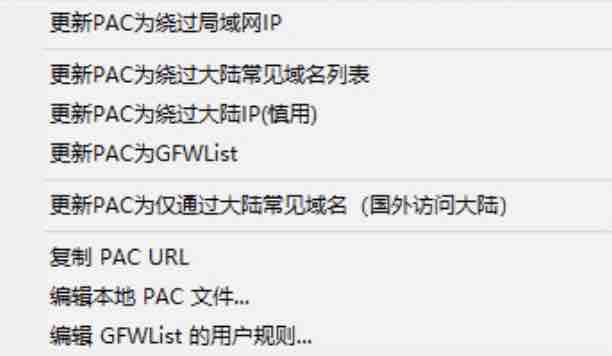 更新PAC为绕过局域网IP
更新PAC为绕过大陆常见域名列表
更新PAC为绕过大陆IP(慎用)
更新PAC为GFWList
更新PAC为仅通过大陆常见域名（国外访问大陆）
复制 PAC URL
编辑本地 PAC 文件...
编辑 GFWList 的用户规则...